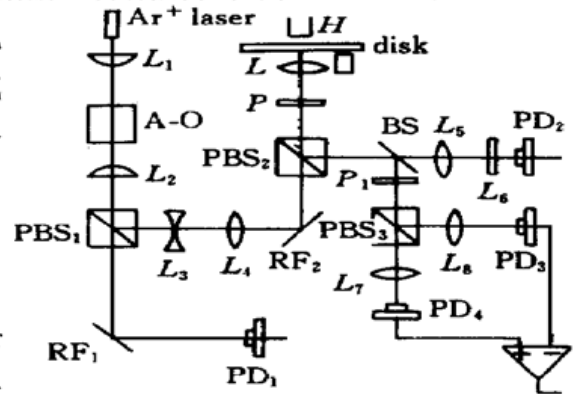 Ar⁺ laser
H
disk
L₁
L
A-O
P
BS
L₅
PD₂
PBS₂
L₂
P₁
L₆
PBS₁
PBS₃
L₃
L₄
RF₂
L₈
PD₃
L₇
PD₄
RF₁
PD₁
+ −